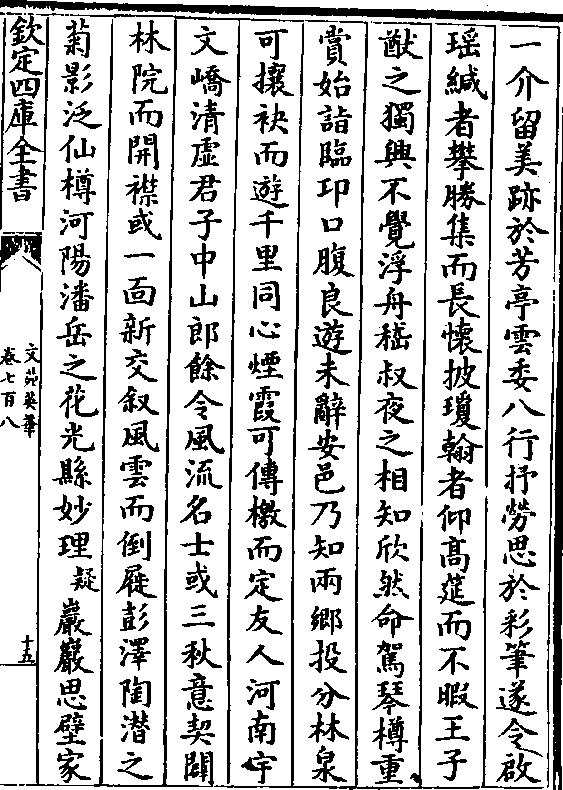 一介留美跡於芳亭雲委八行抒勞思於彩筆遂令啟
瑶緘者攀勝集而長懷披瓊翰者仰髙筵而不暇王子
猷之獨興不覺浮舟嵇叔夜之相知欣然命駕琴樽重
賞始詣臨卭口腹良遊未辭安邑乃知兩鄉投分林泉
可攘袂而遊千里同心煙霞可傳檄而定友人河南宇
文嶠清虛君子中山郎餘令風流名士或三秋意契闢
林院而開襟或一面新交叙風雲而倒屣彭澤陶潛之
菊影泛仙樽河陽潘岳之花光縣妙理疑巖巖思壁家
欽定四庫全書
文苑英華
卷七百八
十五